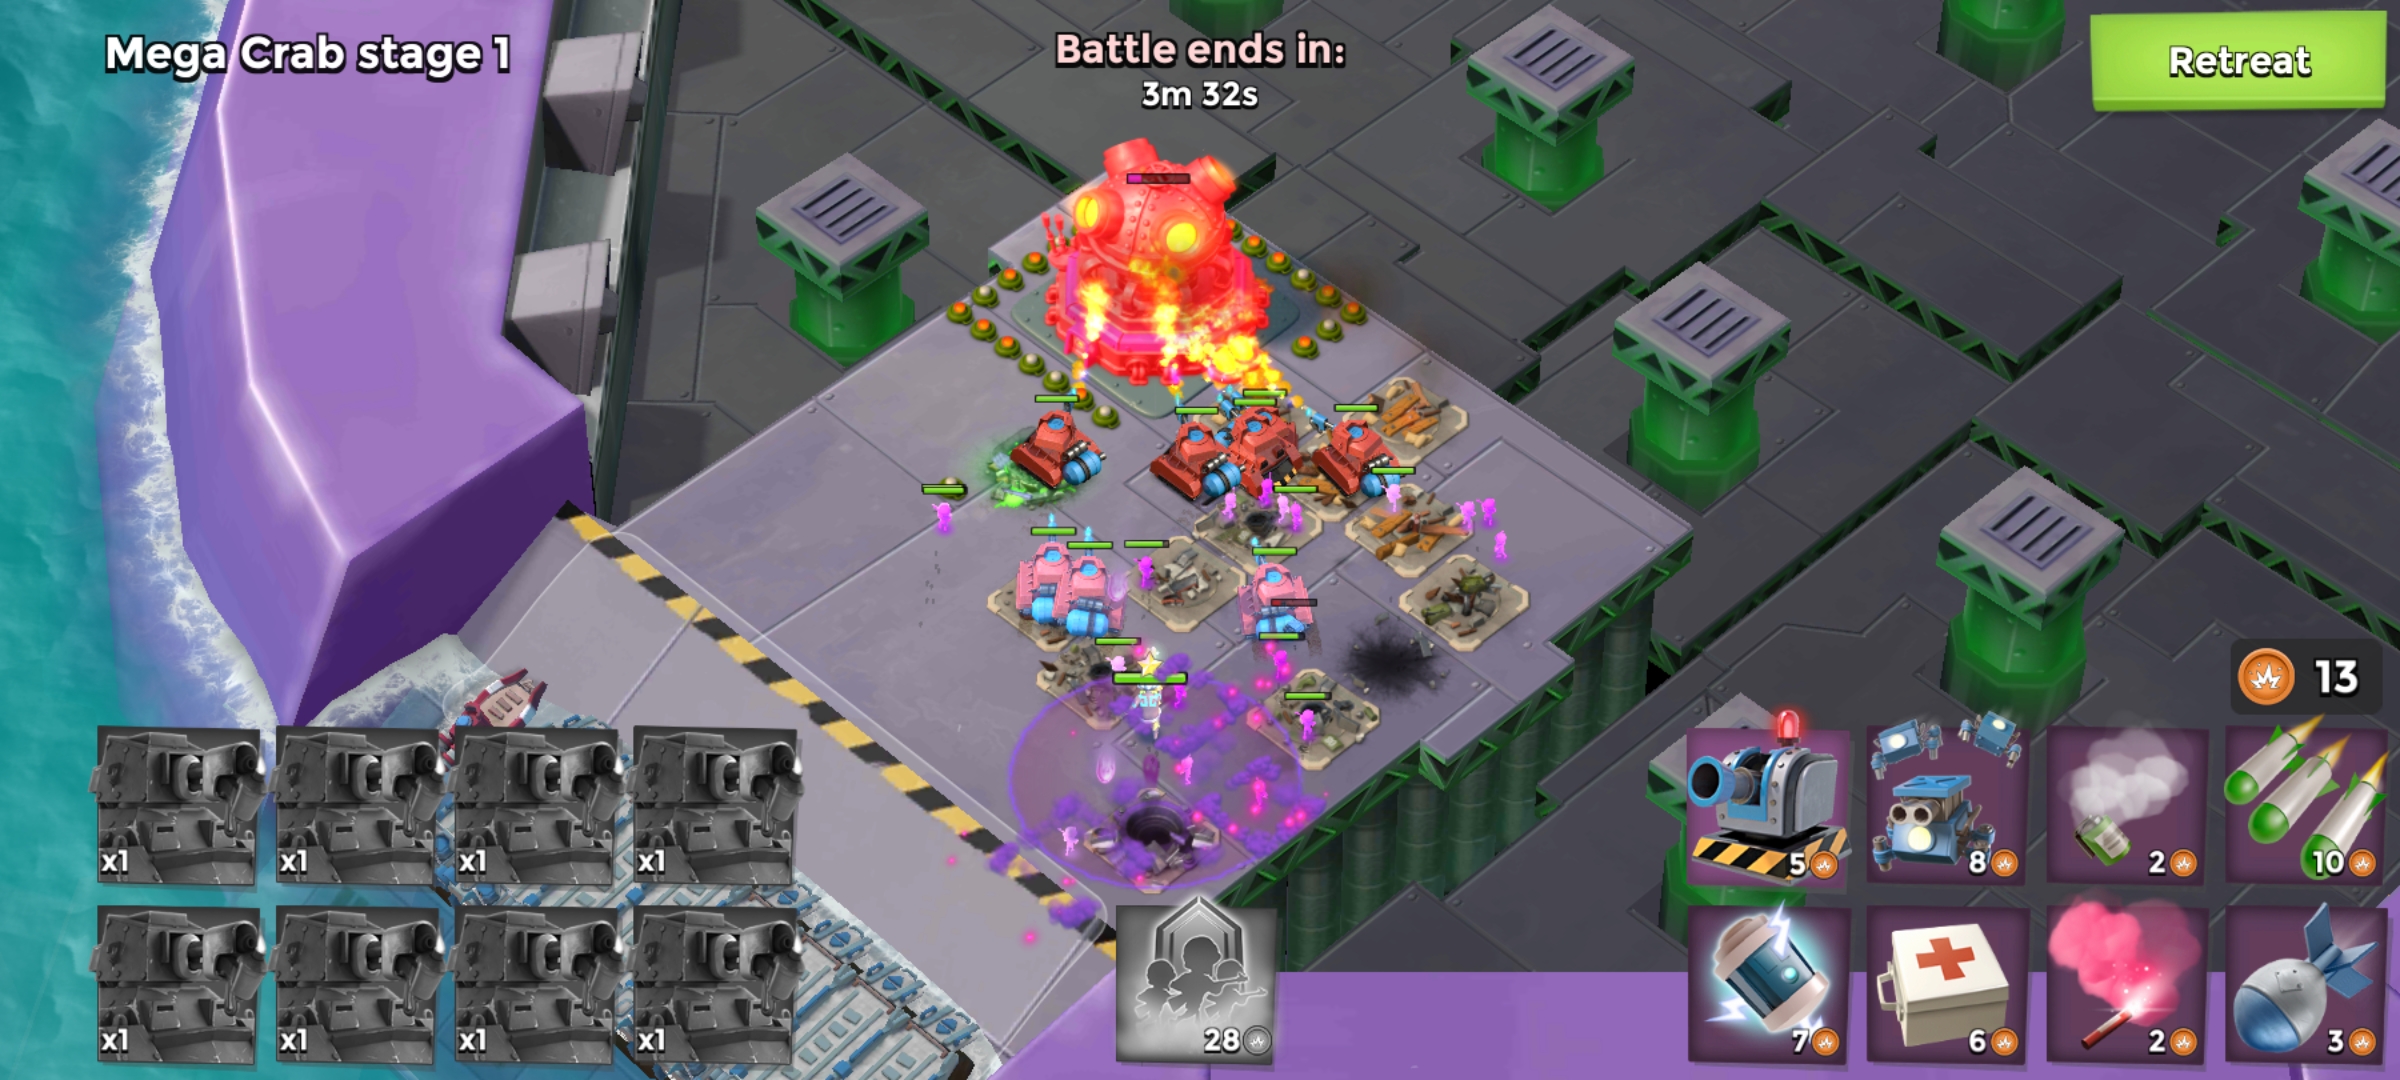 Mega Crab stage 1
Battle ends in:
3m 32s
Retreat
13
x1
x1
x1
x1
5
8
2
10
x1
x1
x1
x1
28
7
6
2
3